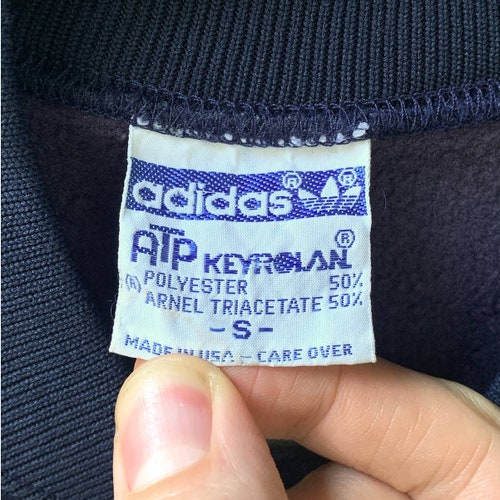 adidas®
ATP KEYROLAN®
POLYESTER 50%
(R) ARNEL TRIACETATE 50%
- S -
MADE IN USA - CARE OVER